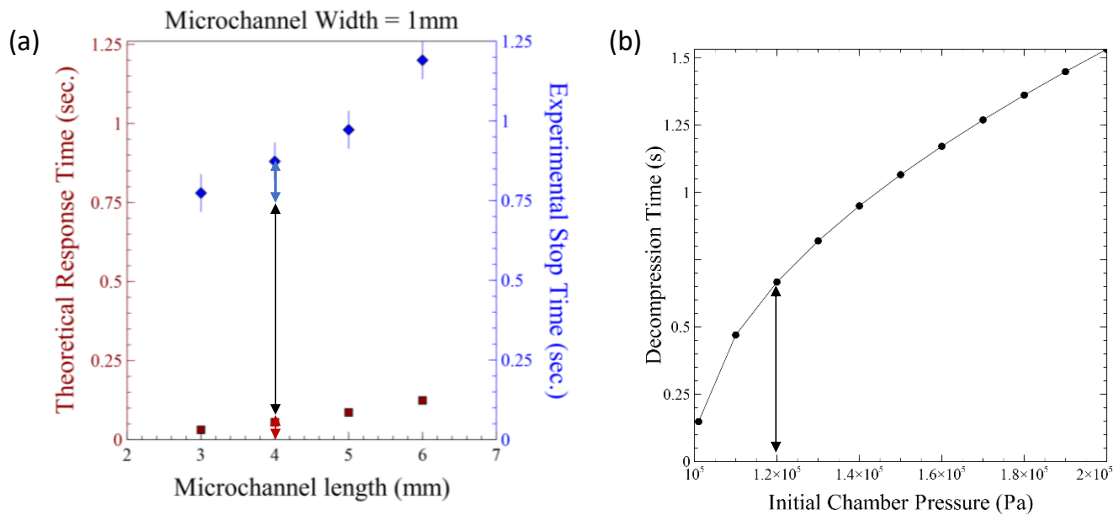 (a)
Microchannel Width = 1mm
Theoretical Response Time (sec.)
1.25
1
0.75
0.5
0.25
0
2 3 4 5 6 7
Microchannel length (mm)
1.25
1
0.75
0.5
0.25
0
Experimental Stop Time (sec.)
(b)
Decompression Time (s)
1.5
1.25
1
0.5
0.25
0
10⁵ 1.2×10⁵ 1.4×10⁵ 1.6×10⁵ 1.8×10⁵ 2×10⁵
Initial Chamber Pressure (Pa)